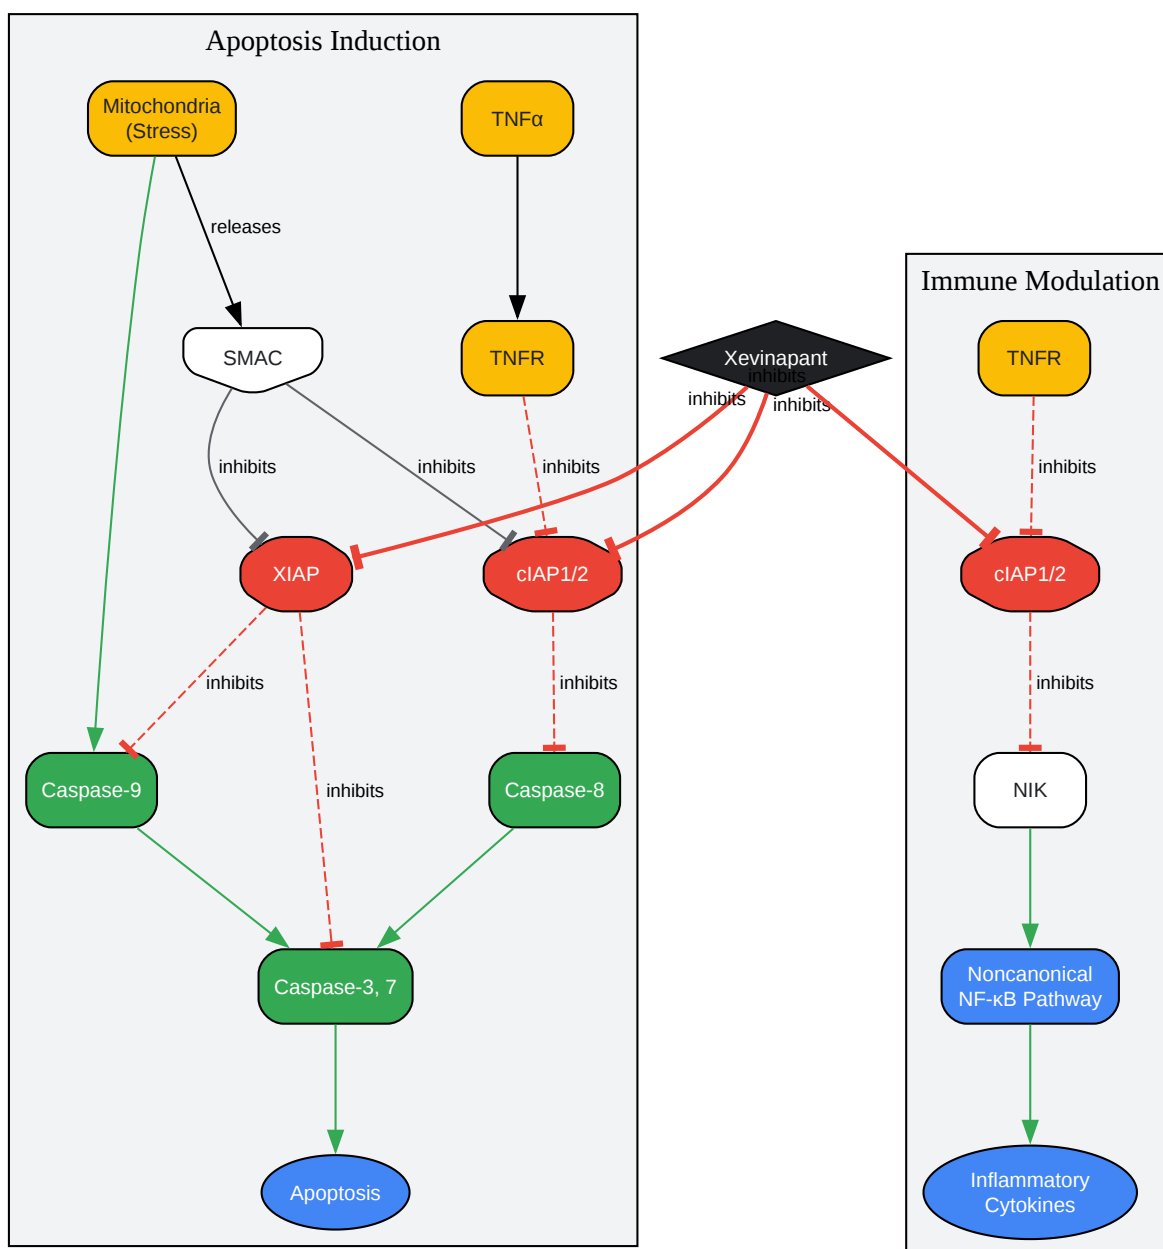 Apoptosis Induction
Mitochondria
(Stress)
TNFα
releases
Immune Modulation
SMAC
TNFR
Xevinapant
TNFR
inhibits
inhibits
inhibits
inhibits
inhibits
inhibits
inhibits
XIAP
cIAP1/2
cIAP1/2
inhibits
inhibits
inhibits
Caspase-9
inhibits
Caspase-8
NIK
Caspase-3, 7
Noncanonical
NF-κB Pathway
Apoptosis
Inflammatory
Cytokines